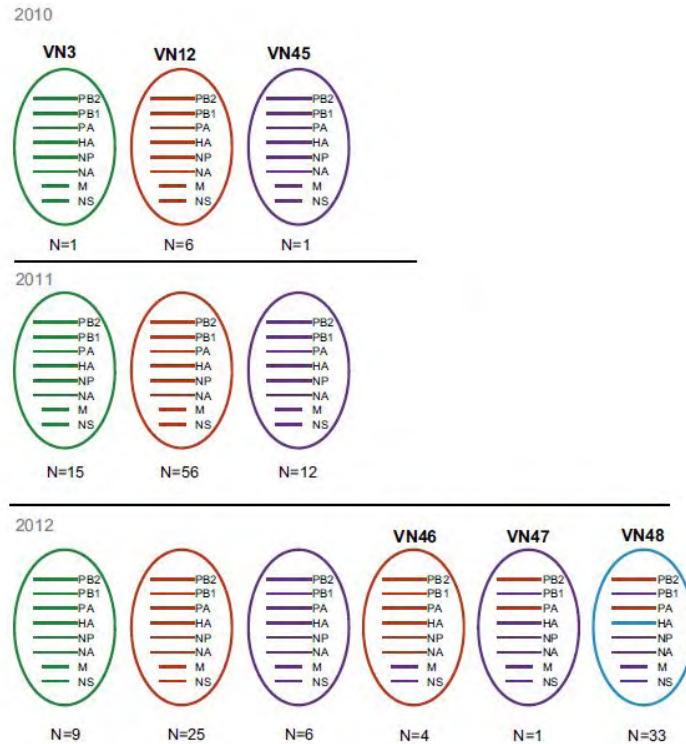 2010
VN3 VN12 VN45
PB2 PB2 PB2
PB1 PB1 PB1
PA PA PA
HA HA HA
NP NP NP
NA NA NA
M M M
NS NS NS
N=1 N=6 N=1
2011
PB2 PB2 PB2
PB1 PB1 PB1
PA PA PA
HA HA HA
NP NP NP
NA NA NA
M M M
NS NS NS
N=15 N=56 N=12
2012
VN46 VN47 VN48
PB2 PB2 PB2 PB2 PB2 PB2
PB1 PB1 PB1 PB1 PB1 PB1
PA PA PA PA PA PA
HA HA HA HA HA HA
NP NP NP NP NP NP
NA NA NA NA NA NA
M M M M M M
NS NS NS NS NS NS
N=9 N=25 N=6 N=4 N=1 N=33